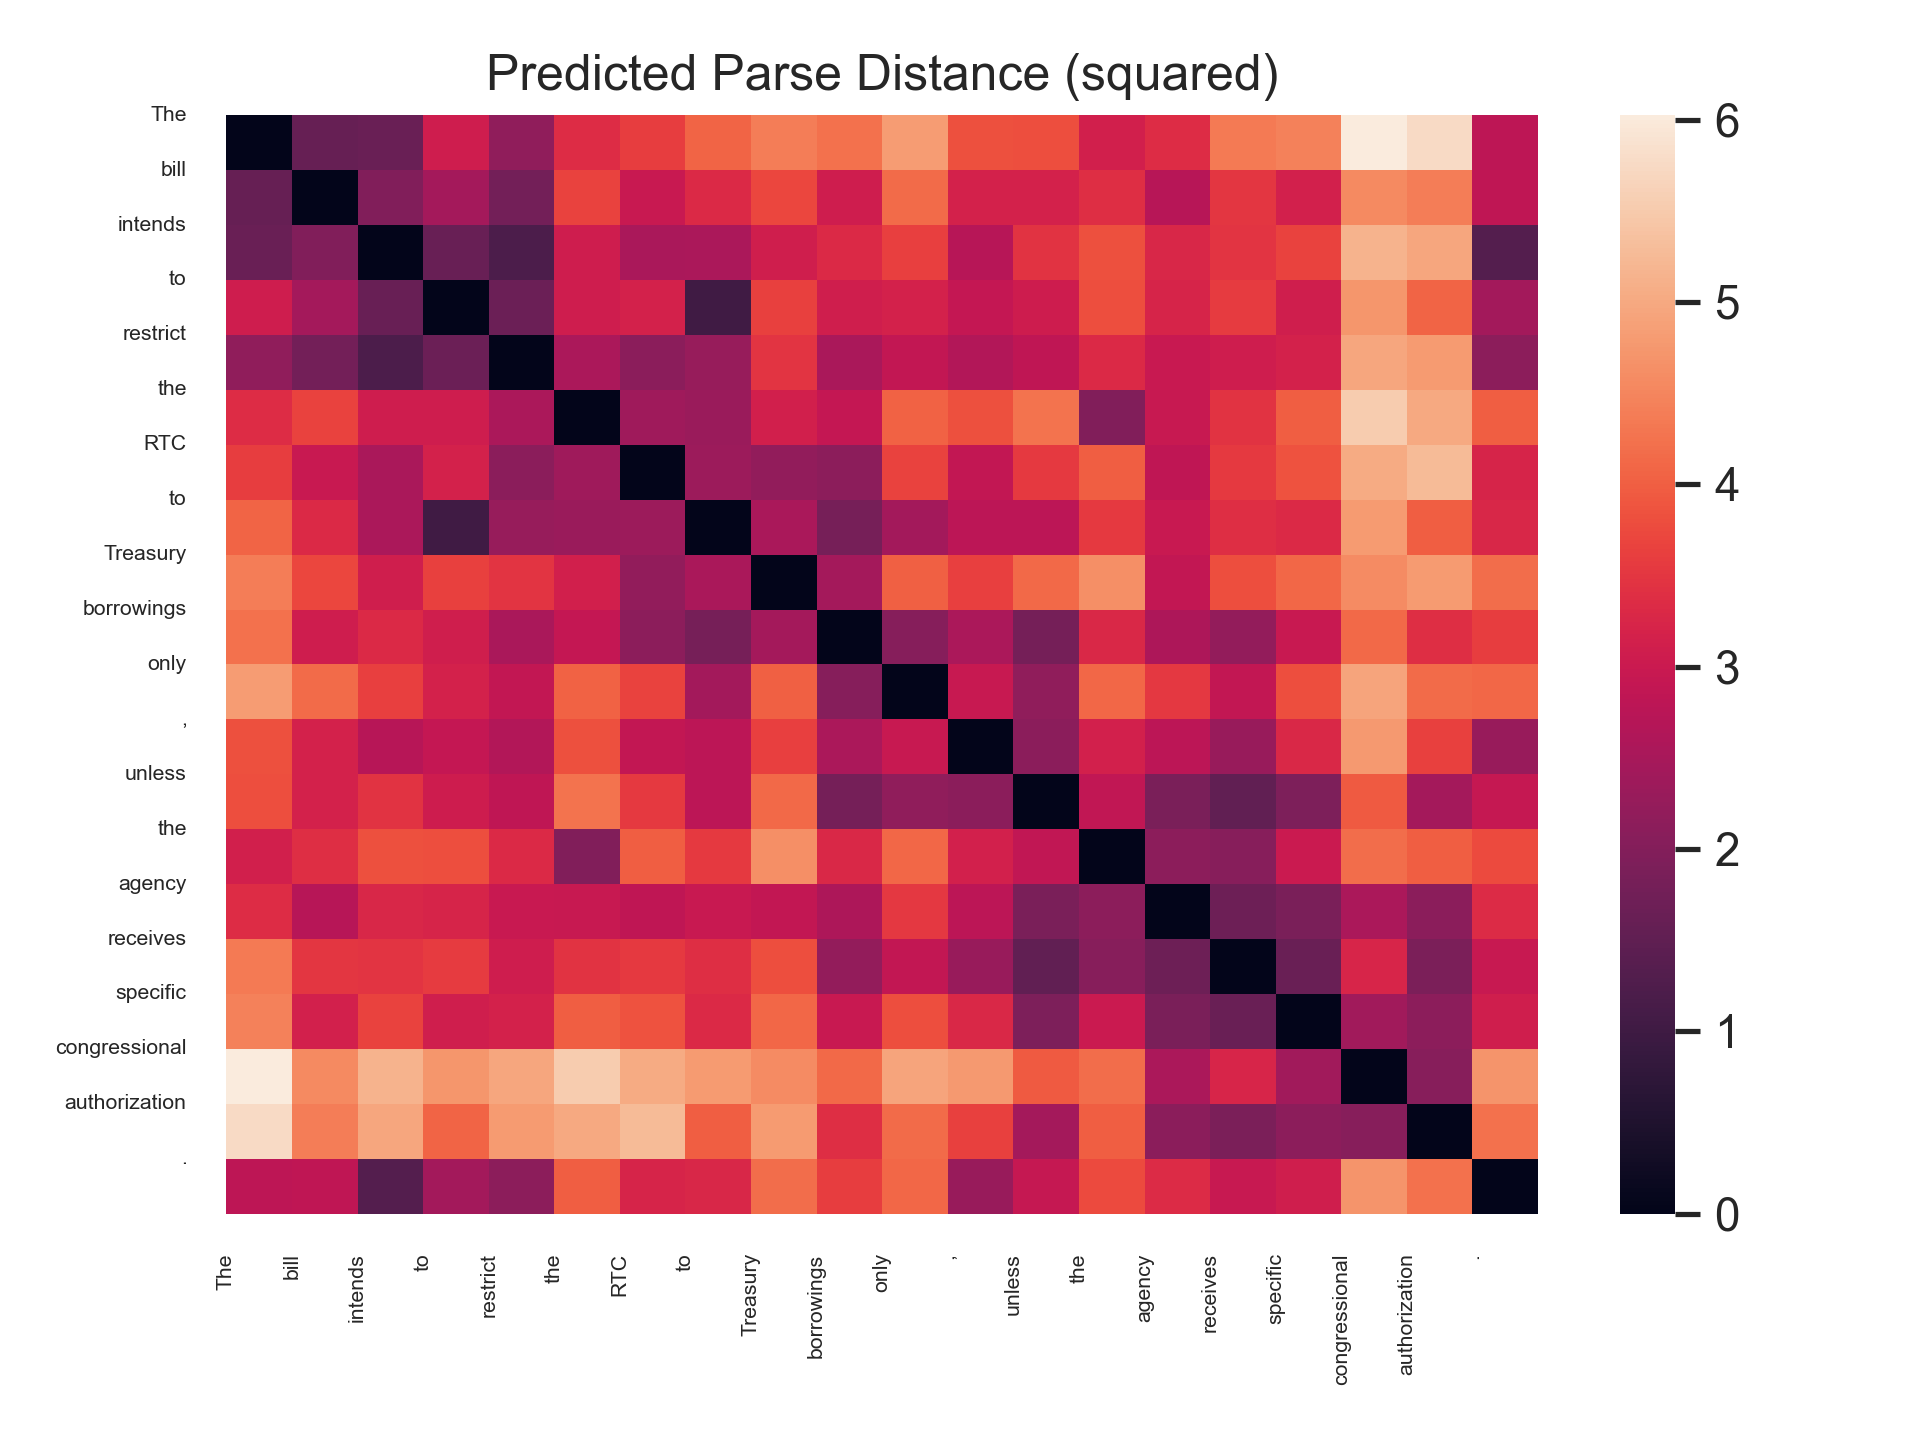 Predicted Parse Distance (squared)
The
bill
intends
to
restrict
the
RTC
to
Treasury
borrowings
only
,
unless
the
agency
receives
specific
congressional
authorization
.
6
5
4
3
2
1
0
The
bill
intends
to
restrict
the
RTC
to
Treasury
borrowings
only
,
unless
the
agency
receives
specific
congressional
authorization
.